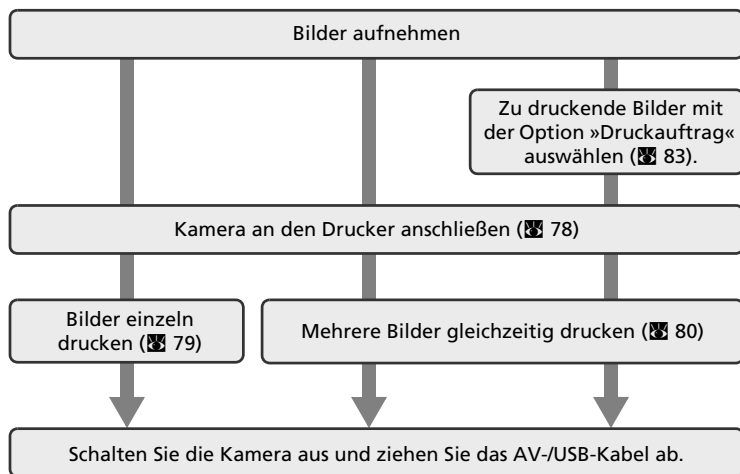 Bilder aufnehmen
Zu druckende Bilder mit
der Option »Druckauftrag«
auswählen ( 83).
Kamera an den Drucker anschließen ( 78)
Bilder einzeln
drucken ( 79)
Mehrere Bilder gleichzeitig drucken ( 80)
Schalten Sie die Kamera aus und ziehen Sie das AV-/USB-Kabel ab.